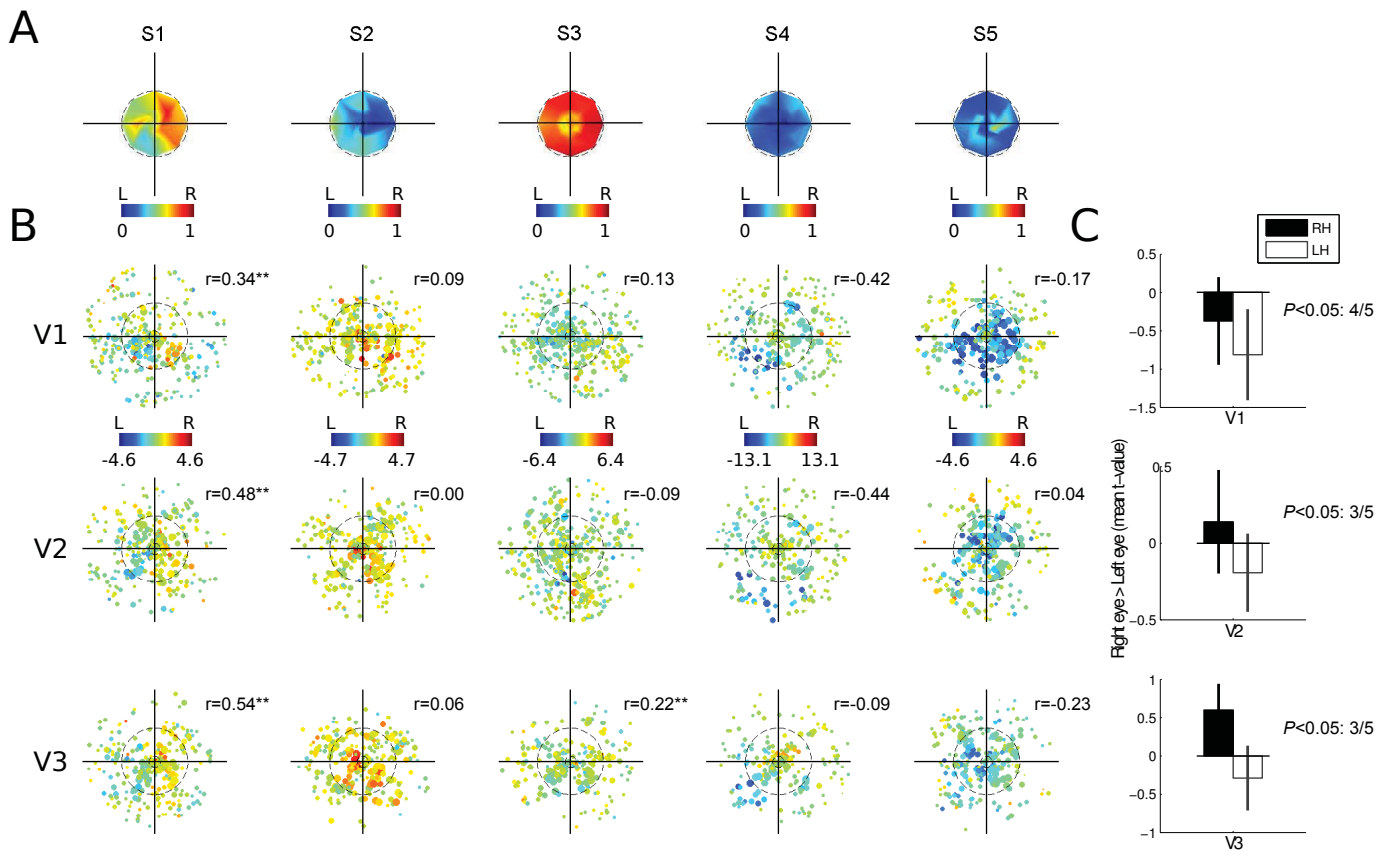 A
S1 S2 S3 S4 S5
L R L R L R L R L R
0 1 0 1 0 1 0 1 0 1
B
V1
r=0.34** r=0.09 r=0.13 r=-0.42 r=-0.17
L R L R L R L R L R
-4.6 4.6 -4.7 4.7 -6.4 6.4 -13.1 13.1 -4.6 4.6
V2
r=0.48** r=0.00 r=-0.09 r=-0.44 r=0.04
V3
r=0.54** r=0.06 r=0.22** r=-0.09 r=-0.23
C
RH
LH
0.5
0
-0.5
-1
-1.5
V1
P<0.05: 4/5
Right eye > Left eye (mean t-value)
0.5
0
-0.5
V2
P<0.05: 3/5
1
0.5
0
-0.5
-1
V3
P<0.05: 3/5